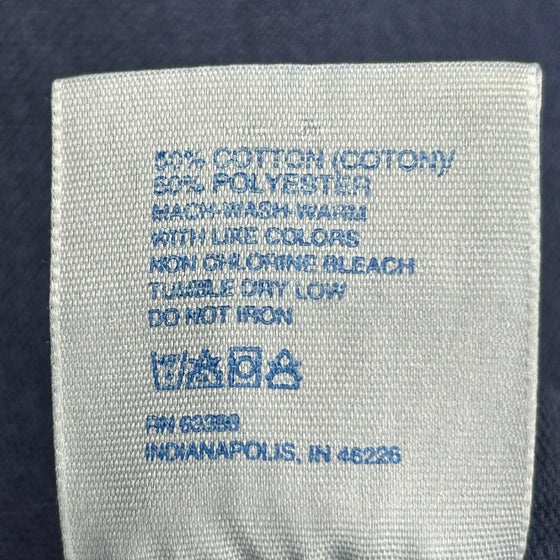 50% COTTON (COTON)/
50% POLYESTER
MACH-WASH-WARM
WITH LIKE COLORS
NON CHLORINE BLEACH
TUMBLE DRY LOW
DO NOT IRON
RN
INDIANAPOLIS, IN 46226